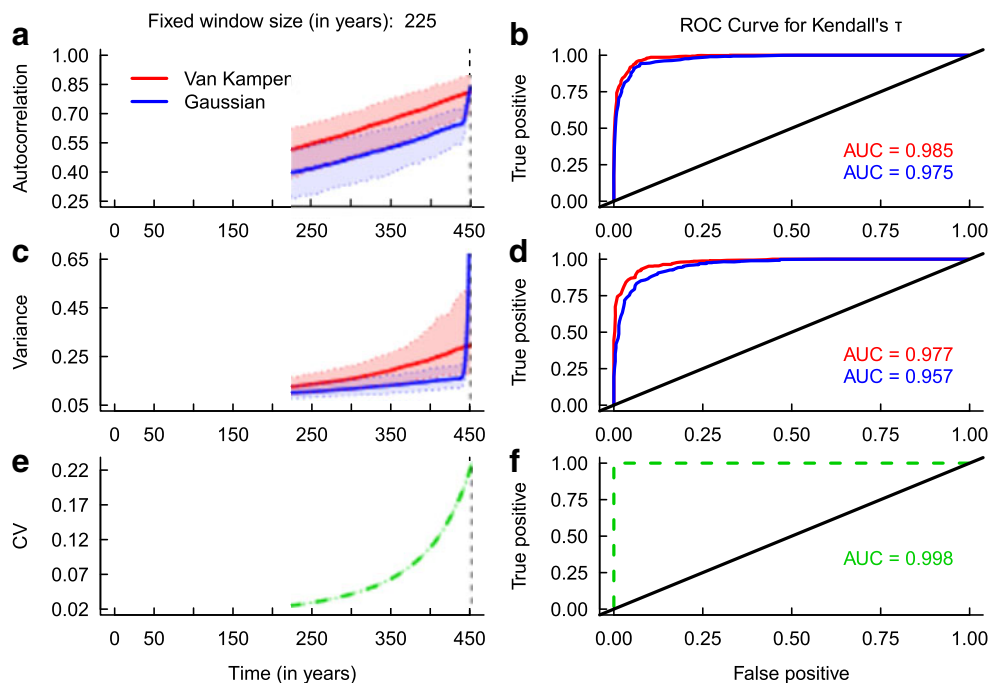 Fixed window size (in years): 225
ROC Curve for Kendall's τ
a
Autocorrelation
1.00
0.85
0.70
0.55
0.40
0.25
Van Kamper
Gaussian
0 50 150 250 350 450
b
True positive
1.00
0.75
0.50
0.25
0.00
AUC = 0.985
AUC = 0.975
0.00 0.25 0.50 0.75 1.00
c
Variance
0.65
0.45
0.25
0.05
0 50 150 250 350 450
d
True positive
1.00
0.75
0.50
0.25
0.00
AUC = 0.977
AUC = 0.957
0.00 0.25 0.50 0.75 1.00
e
CV
0.22
0.17
0.12
0.07
0.02
0 50 150 250 350 450
Time (in years)
f
True positive
1.00
0.75
0.50
0.25
0.00
AUC = 0.998
0.00 0.25 0.50 0.75 1.00
False positive